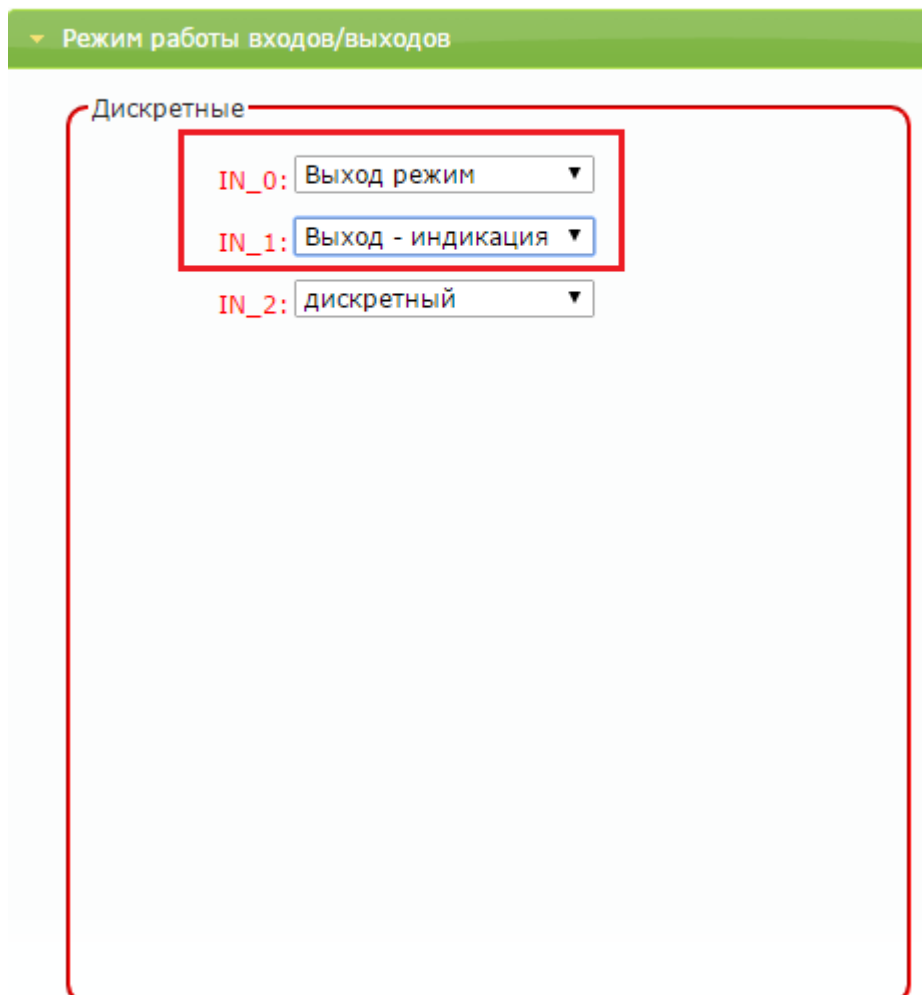 Режим работы входов/выходов
Дискретные
IN_0: Выход режим
IN_1: Выход - индикация
IN_2: дискретный